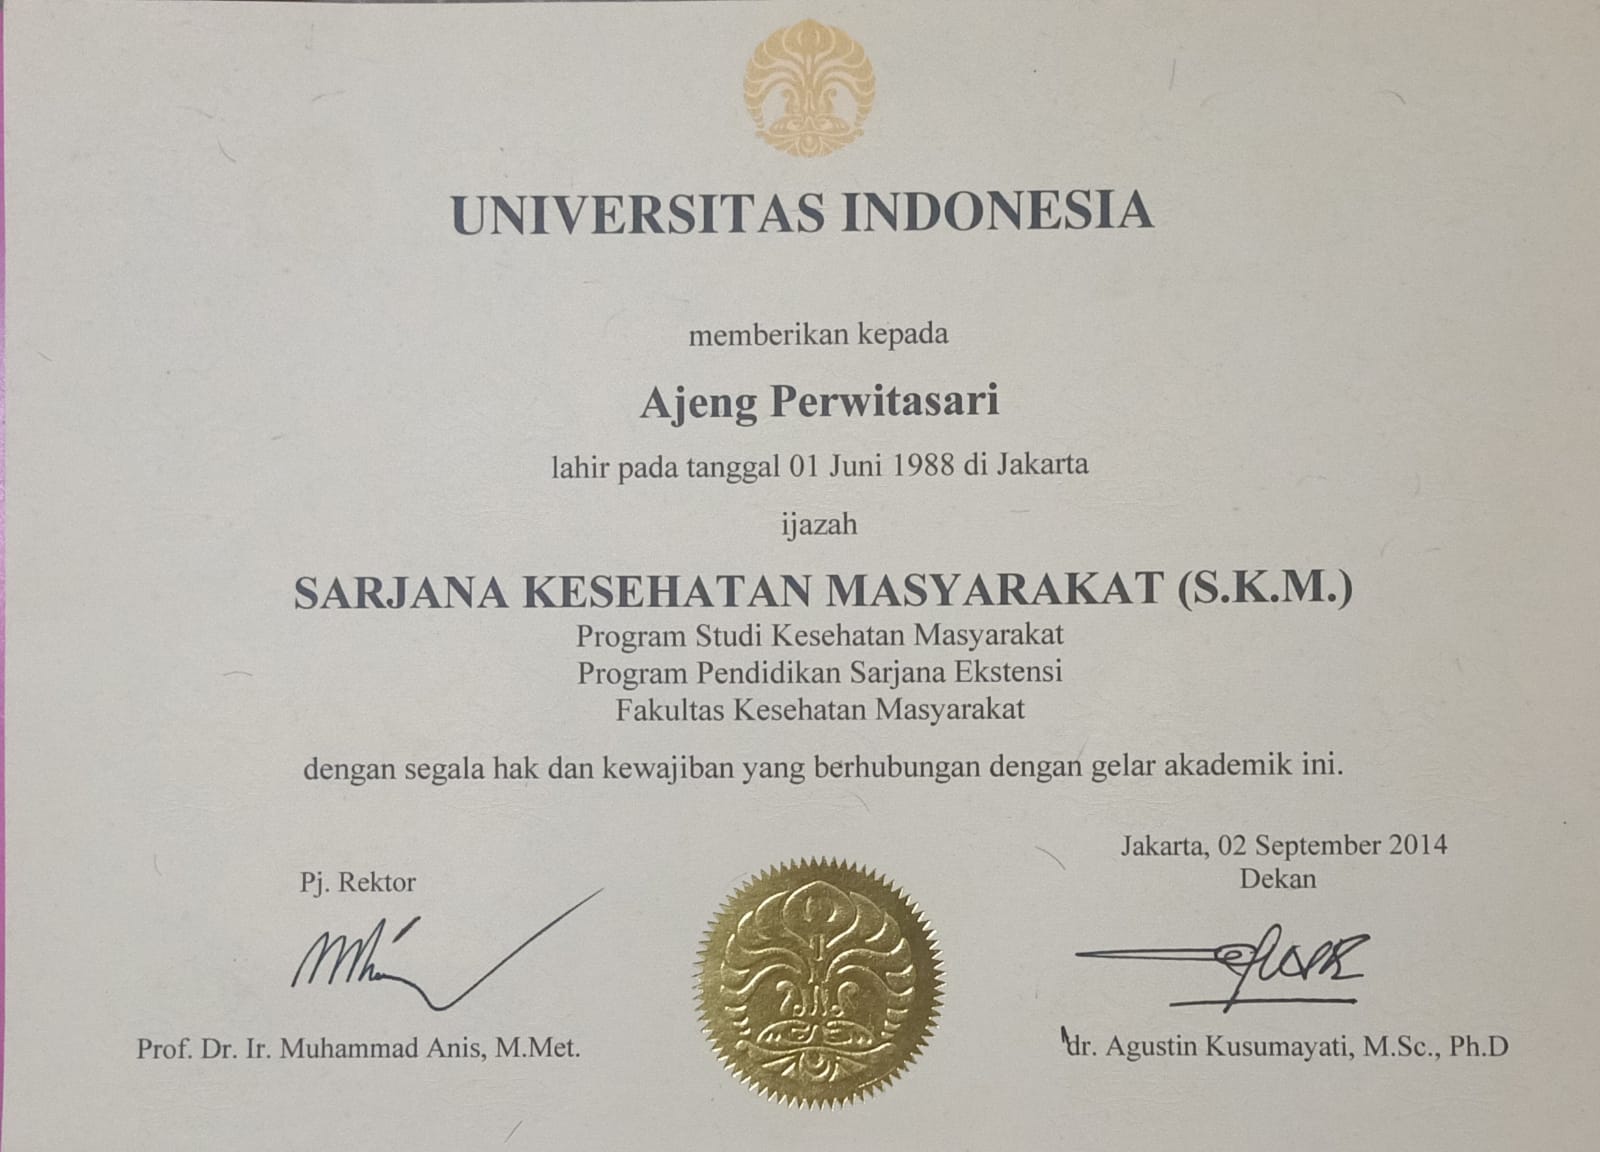 UNIVERSITAS INDONESIA
memberikan kepada
Ajeng Perwitasari
lahir pada tanggal 01 Juni 1988 di Jakarta
ijazah
SARJANA KESEHATAN MASYARAKAT (S.K.M.)
Program Studi Kesehatan Masyarakat
Program Pendidikan Sarjana Ekstensi
Fakultas Kesehatan Masyarakat
dengan segala hak dan kewajiban yang berhubungan dengan gelar akademik ini.
Pj. Rektor
Prof. Dr. Ir. Muhammad Anis, M.Met.
Jakarta, 02 September 2014
Dekan
dr. Agustin Kusumayati, M.Sc., Ph.D